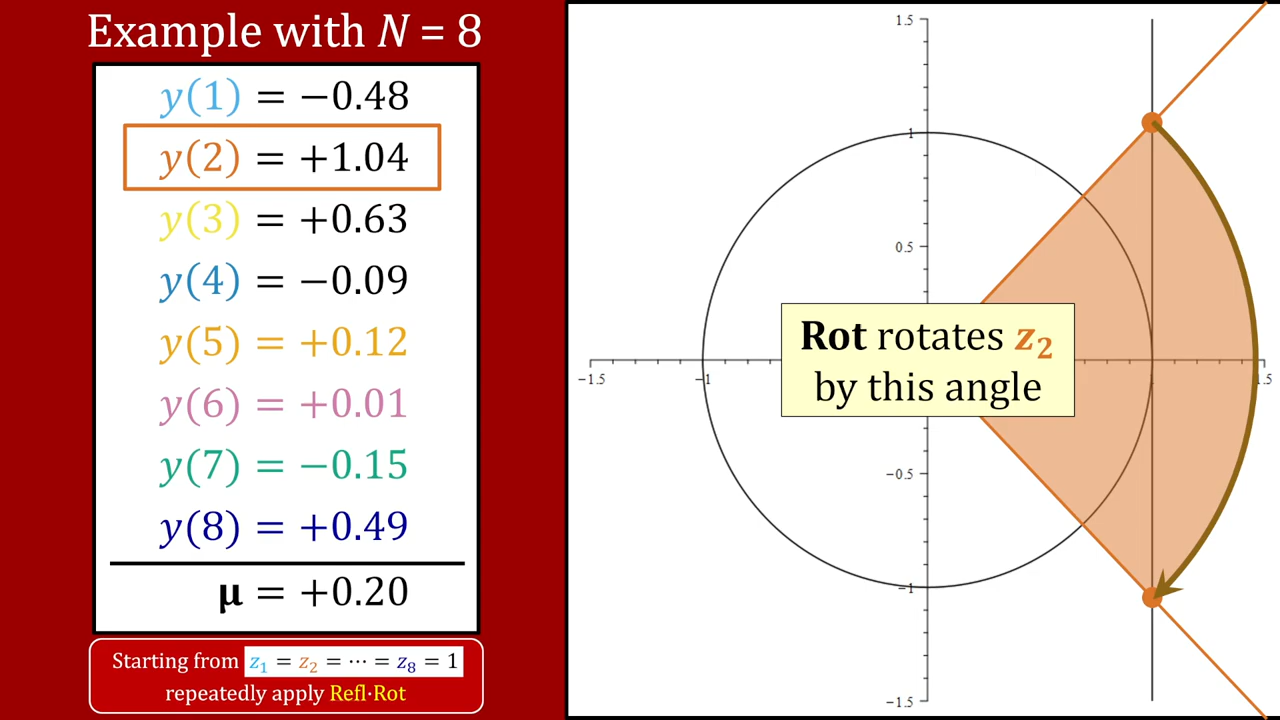 Example with N = 8
y(1) = −0.48
y(2) = +1.04
y(3) = +0.63
y(4) = −0.09
y(5) = +0.12
y(6) = +0.01
y(7) = −0.15
y(8) = +0.49
μ = +0.20
Starting from z₁ = z₂ = ⋯ = z₈ = 1
repeatedly apply Refl·Rot
1.5
1
0.5
Rot rotates z₂
by this angle
−1.5
−1
1.5
−0.5
−1
−1.5